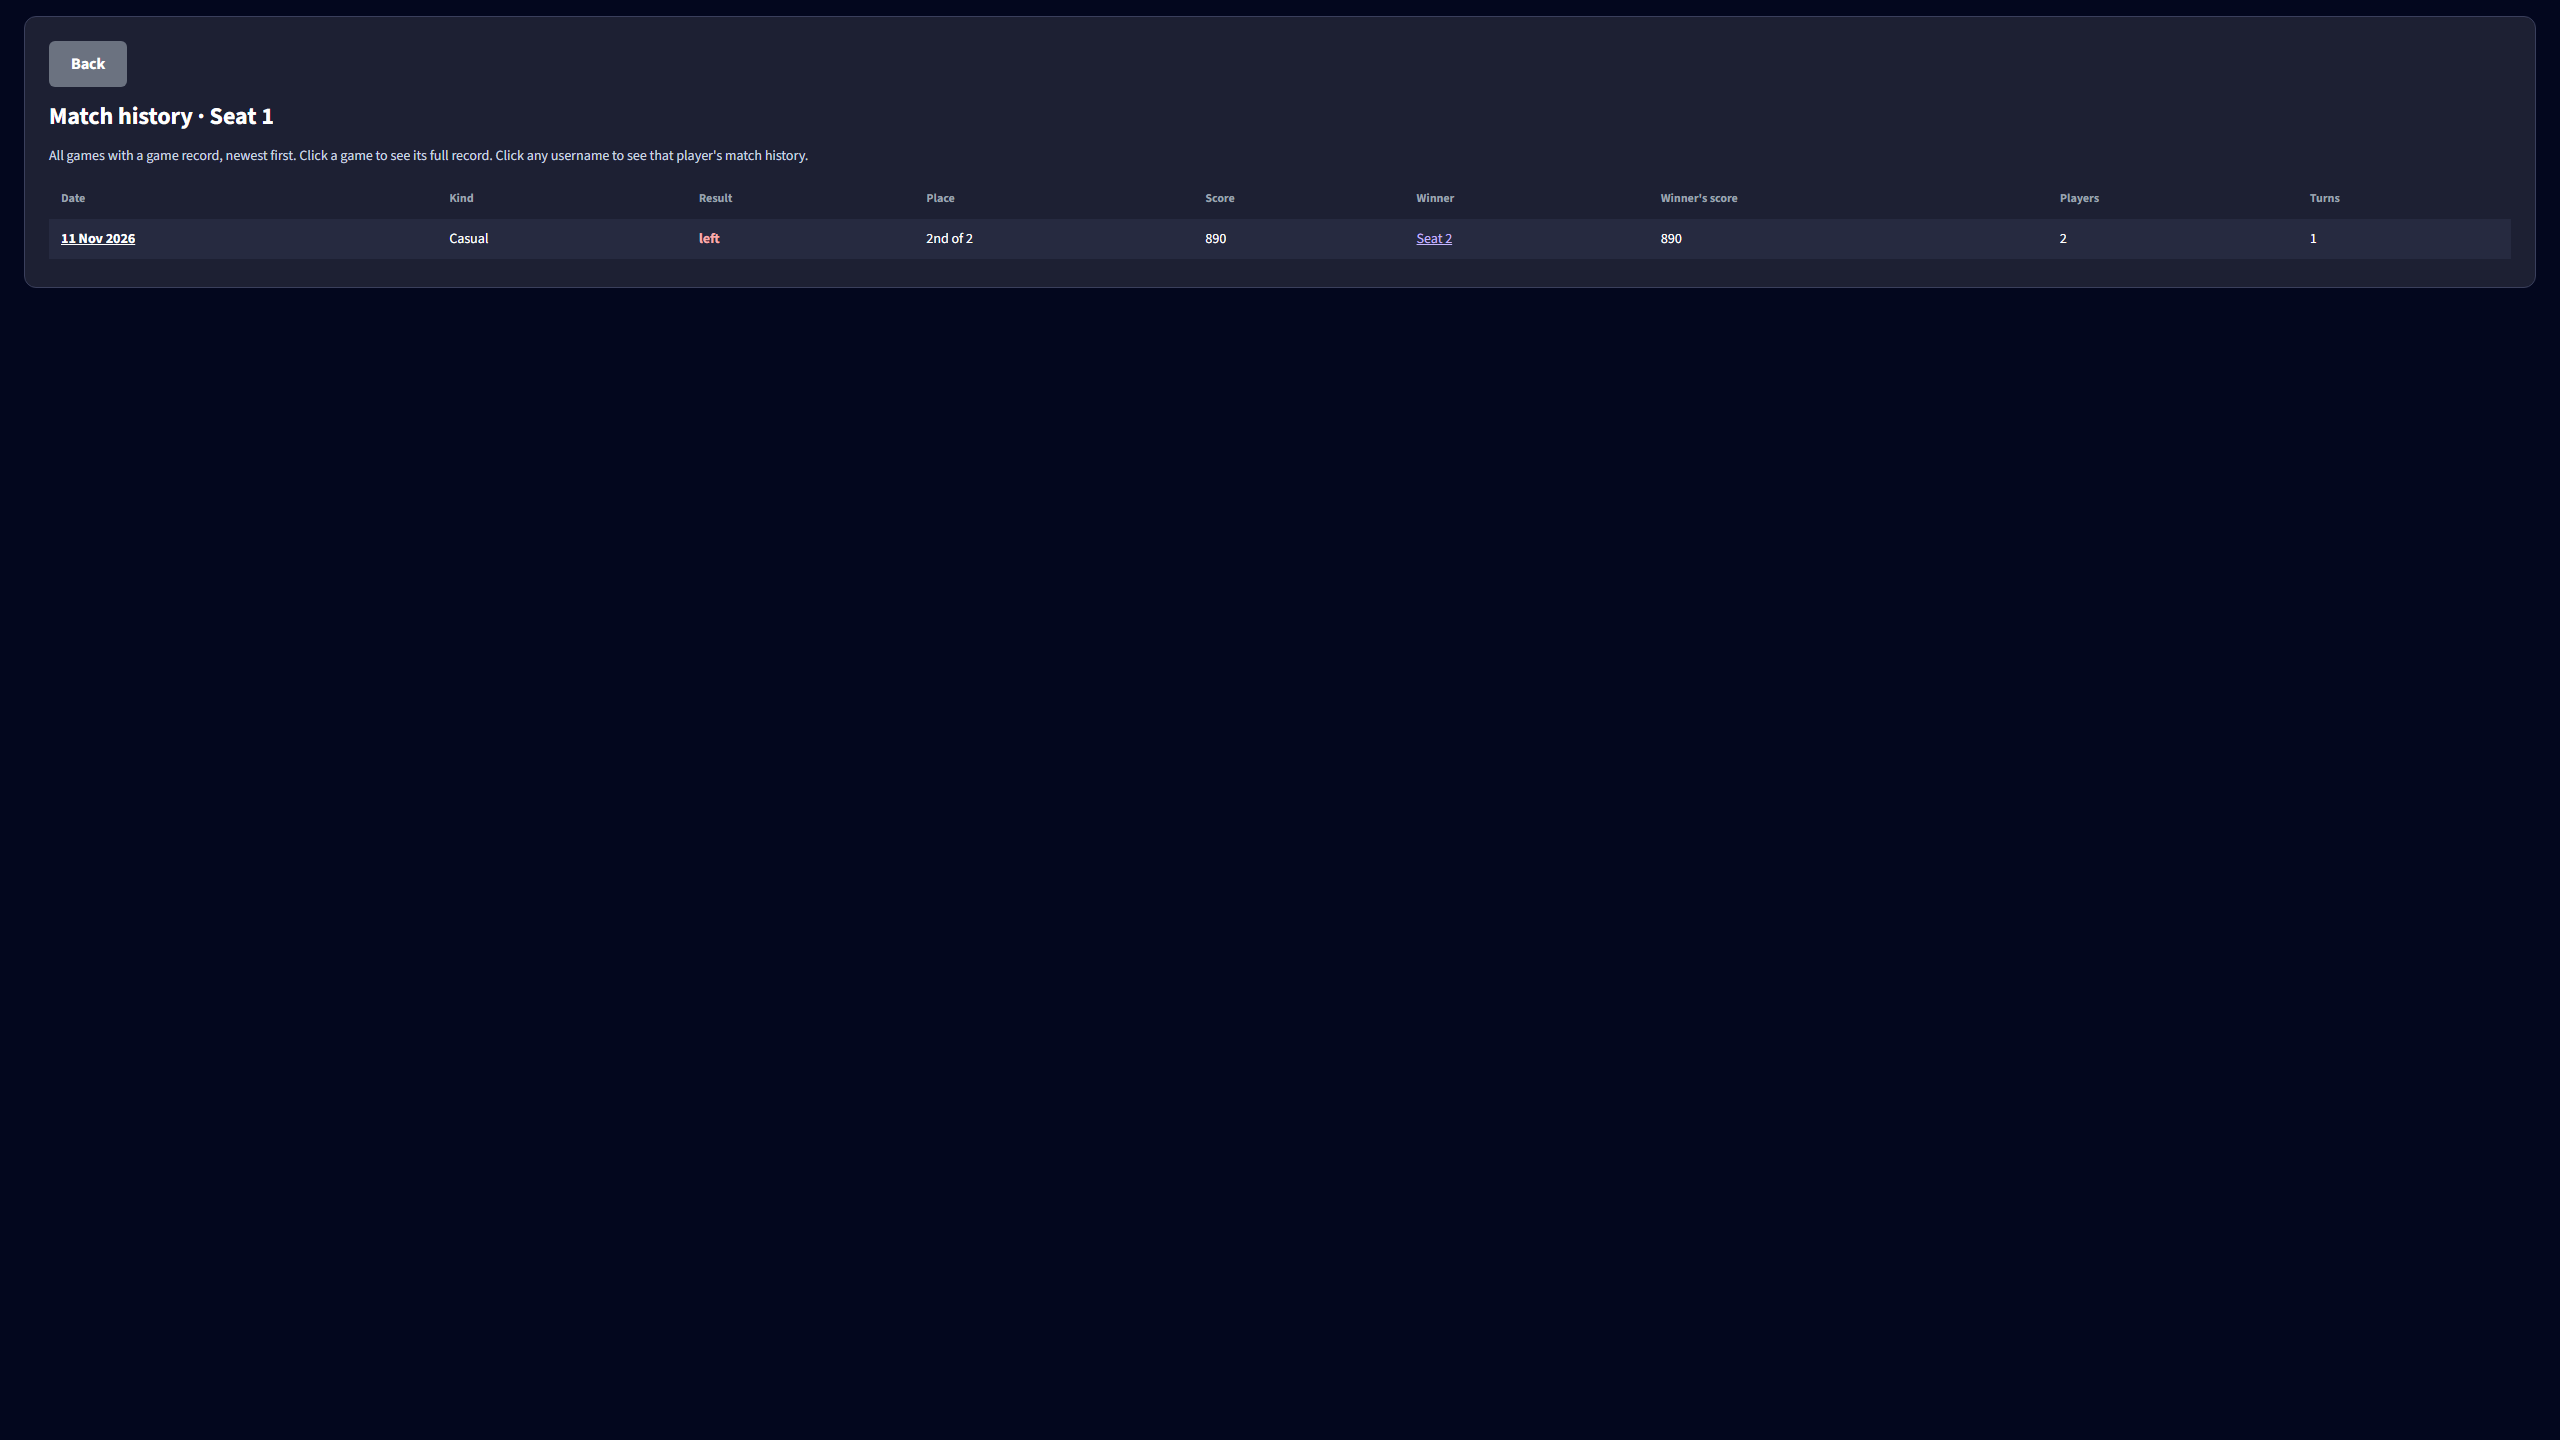 Back
Match history · Seat 1
All games with a game record, newest first. Click a game to see its full record. Click any username to see that player's match history.
Date Kind Result Place Score Winner Winner's score Players Turns
11 Nov 2026 Casual left 2nd of 2 890 Seat 2 890 2 1